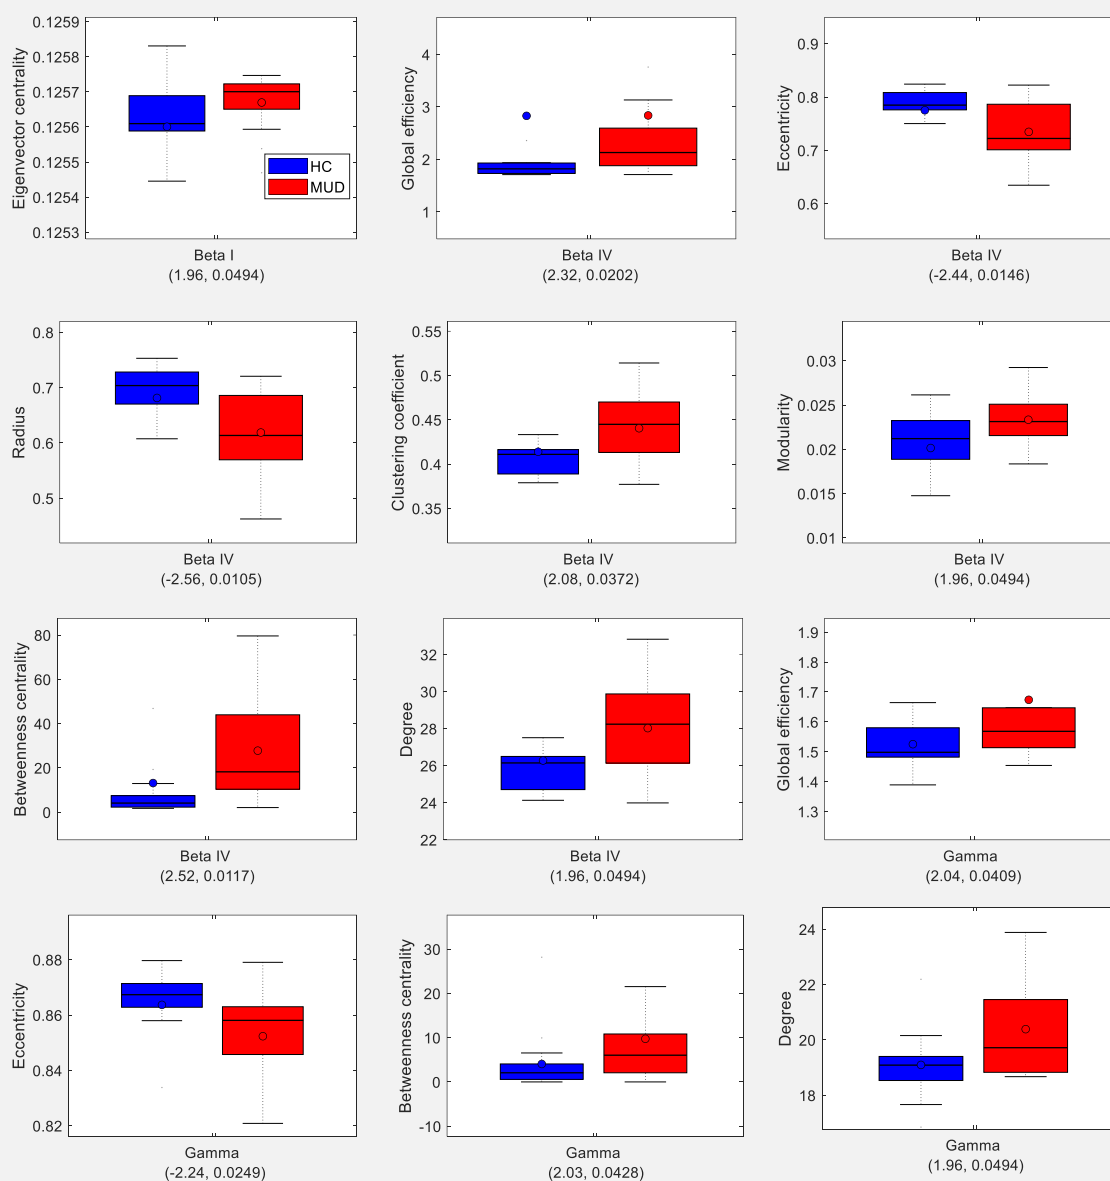 Eigenvector centrality
0.1259
0.1258
0.1257
0.1256
0.1255
0.1254
0.1253
HC
MUD
Beta I
(1.96, 0.0494)
Global efficiency
4
3
2
1
Beta IV
(2.32, 0.0202)
Eccentricity
0.9
0.8
0.7
0.6
Beta IV
(-2.44, 0.0146)
Radius
0.8
0.7
0.6
0.5
Beta IV
(-2.56, 0.0105)
Clustering coefficient
0.55
0.5
0.45
0.4
0.35
Beta IV
(2.08, 0.0372)
Modularity
0.03
0.025
0.02
0.015
0.01
Beta IV
(1.96, 0.0494)
Betweenness centrality
80
60
40
20
0
Beta IV
(2.52, 0.0117)
Degree
32
30
28
26
24
22
Beta IV
(1.96, 0.0494)
Global efficiency
1.9
1.8
1.7
1.6
1.5
1.4
1.3
Gamma
(2.04, 0.0409)
Eccentricity
0.88
0.86
0.84
0.82
Gamma
(-2.24, 0.0249)
Betweenness centrality
30
20
10
0
-10
Gamma
(2.03, 0.0428)
Degree
24
22
20
18
Gamma
(1.96, 0.0494)